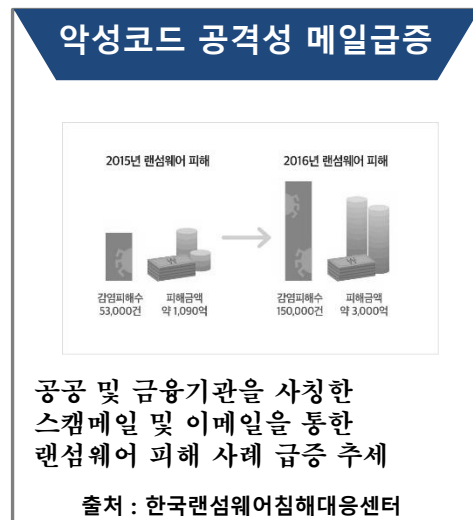 악성코드 공격성 메일급증
2015년 랜섬웨어 피해
2016년 랜섬웨어 피해
감염피해수
53,000건
피해금액
약 1,090억
감염피해수
150,000건
피해금액
약 3,000억
공공 및 금융기관을 사칭한
스캠메일 및 이메일을 통한
랜섬웨어 피해 사례 급증 추세
출처 : 한국랜섬웨어침해대응센터